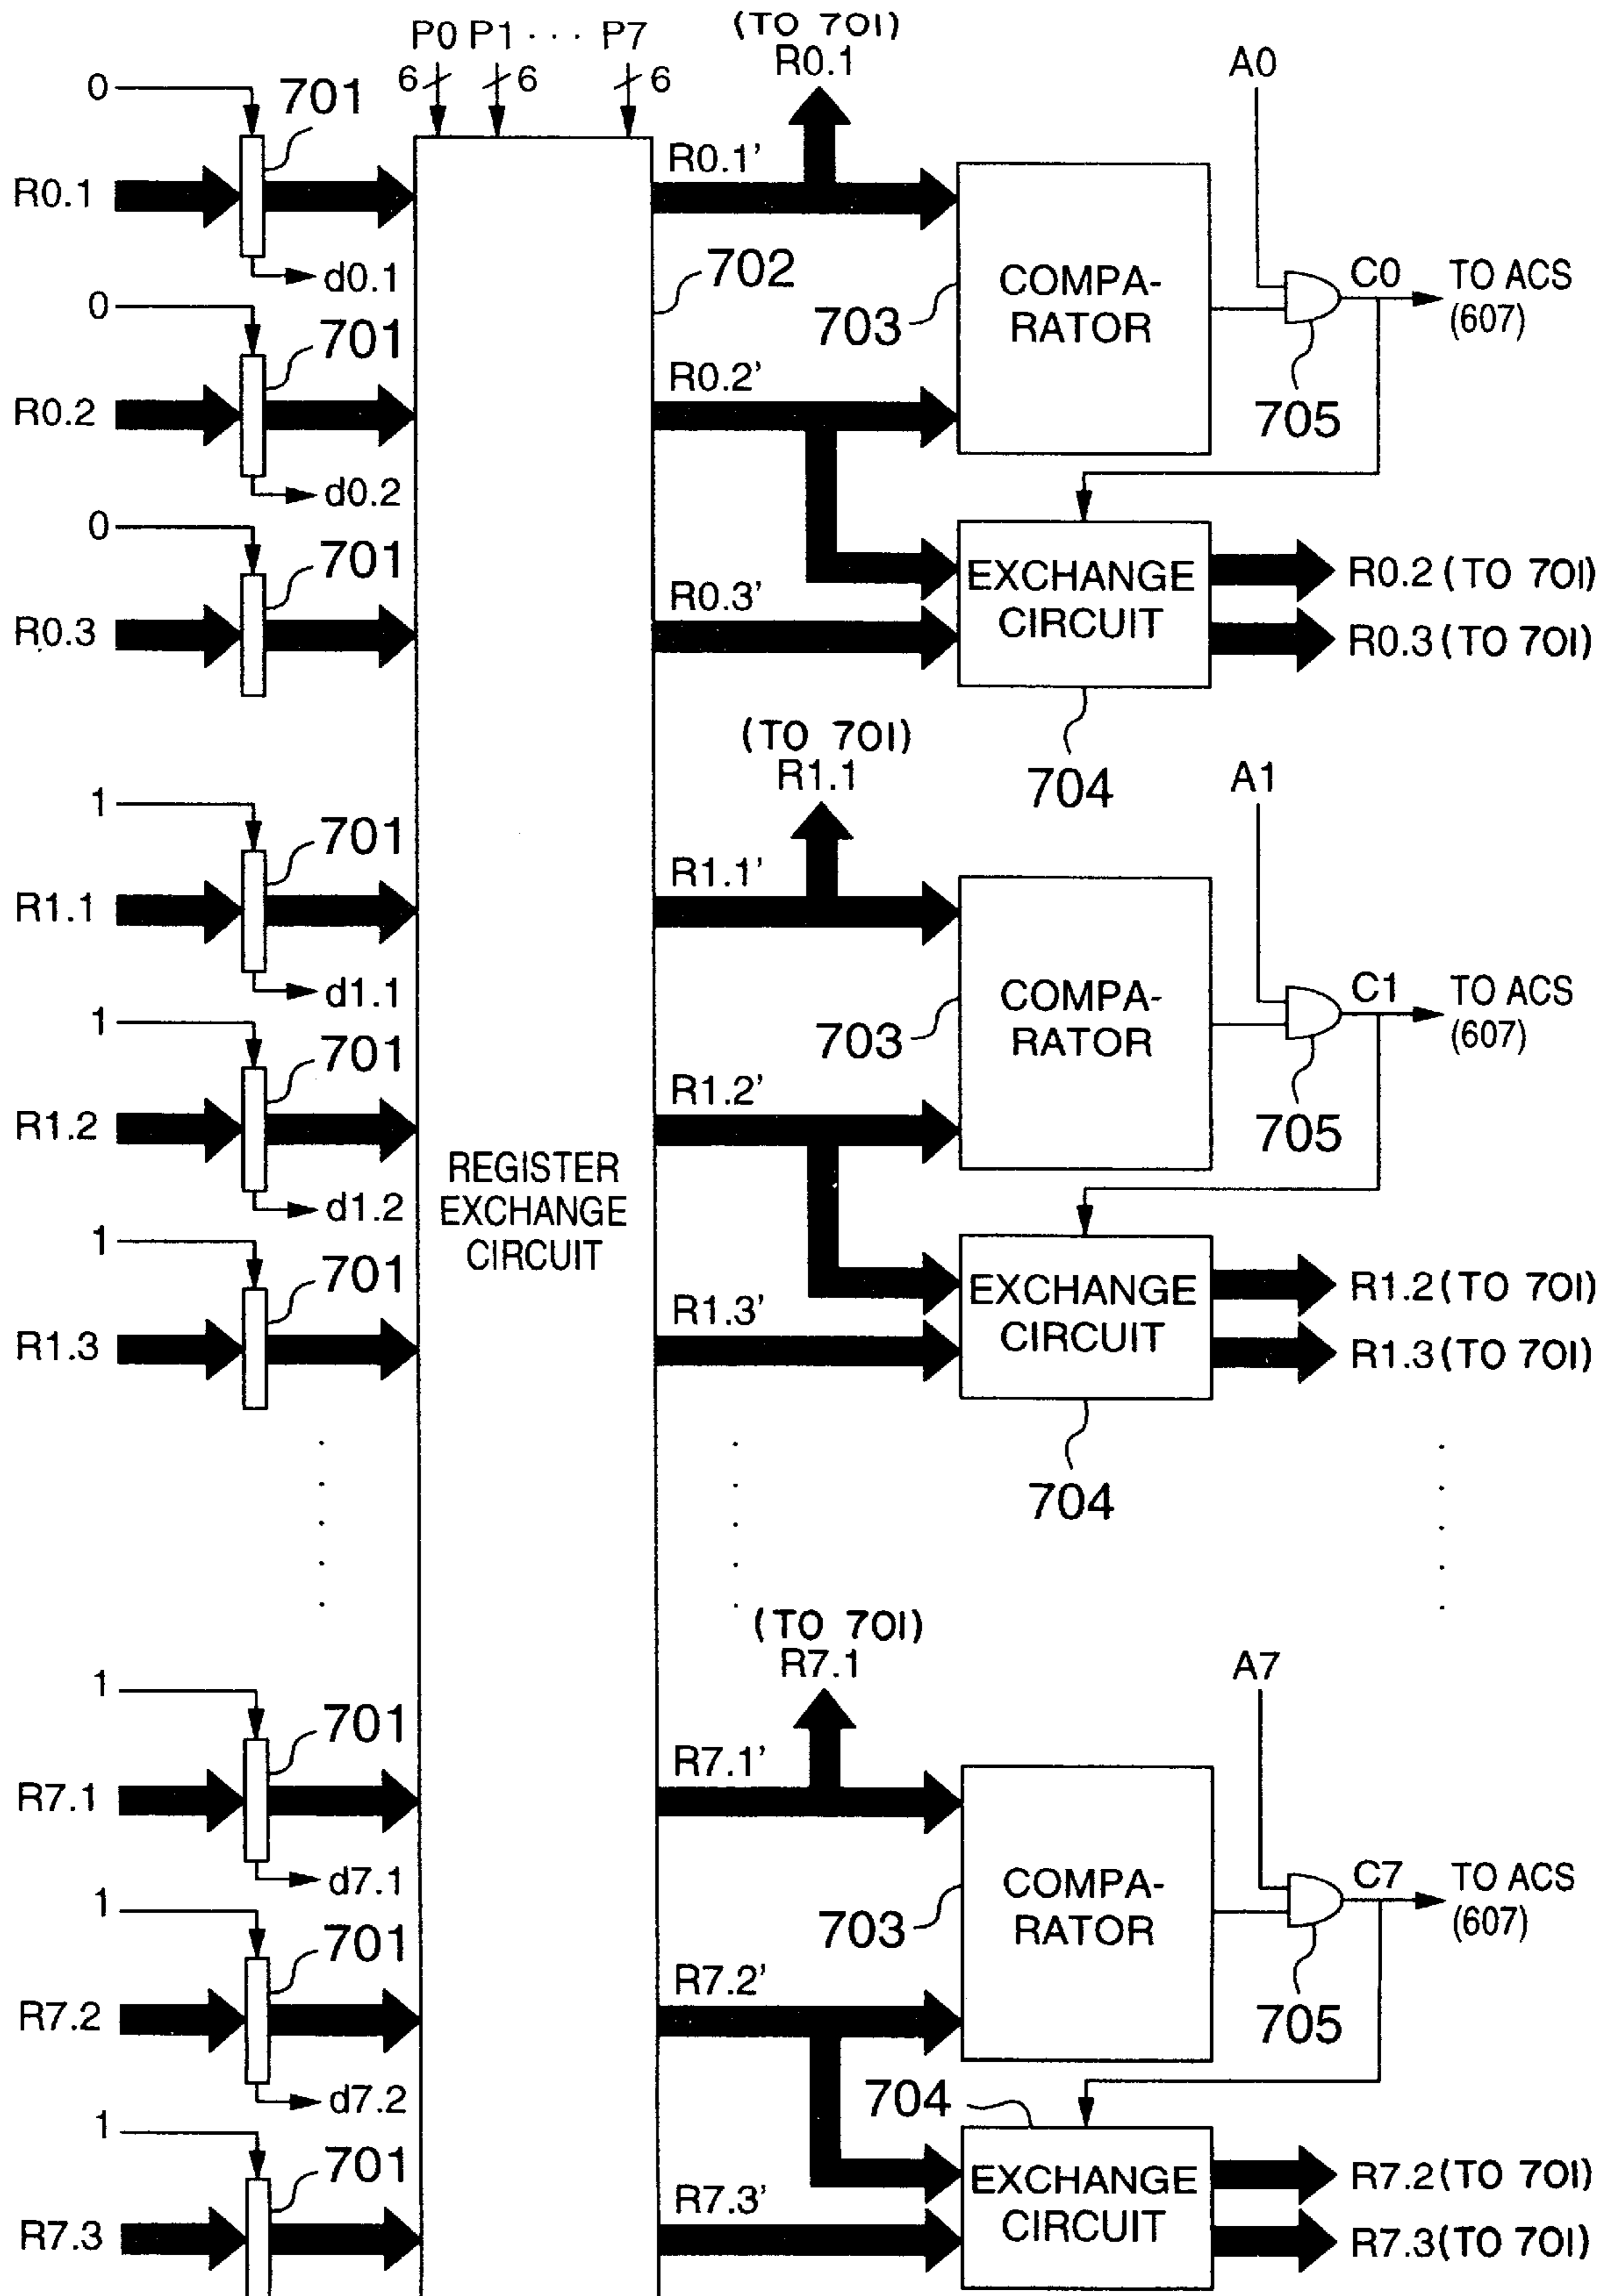 P0 P1 · · · P7
6 6 6
(TO 701)
R0.1
A0
0
701
R0.1
R0.1'
d0.1
702
COMPA-
RATOR
703
C0
TO ACS
(607)
705
0
701
R0.2
R0.2'
d0.2
0
701
R0.3
R0.3'
EXCHANGE
CIRCUIT
R0.2 (TO 701)
R0.3 (TO 701)
704
(TO 701)
R1.1
A1
1
701
R1.1
R1.1'
d1.1
COMPA-
RATOR
703
C1
TO ACS
(607)
705
1
701
R1.2
R1.2'
d1.2
REGISTER
EXCHANGE
CIRCUIT
1
701
R1.3
R1.3'
EXCHANGE
CIRCUIT
R1.2 (TO 701)
R1.3 (TO 701)
704
(TO 701)
R7.1
A7
1
701
R7.1
R7.1'
d7.1
COMPA-
RATOR
703
C7
TO ACS
(607)
705
1
701
R7.2
R7.2'
d7.2
704
1
701
R7.3
R7.3'
EXCHANGE
CIRCUIT
R7.2 (TO 701)
R7.3 (TO 701)